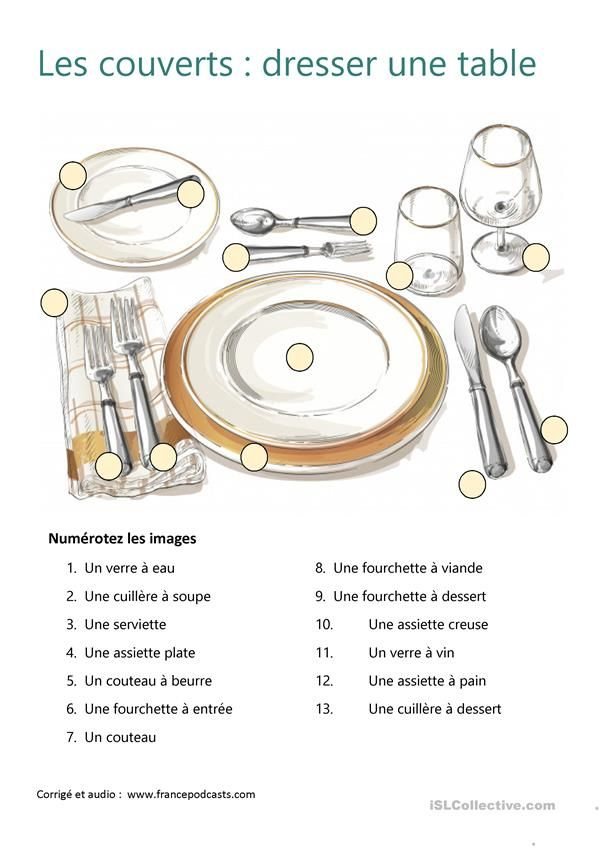 Les couverts : dresser une table
Numérotez les images
1. Un verre à eau
2. Une cuillère à soupe
3. Une serviette
4. Une assiette plate
5. Un couteau à beurre
6. Une fourchette à entrée
7. Un couteau
8. Une fourchette à viande
9. Une fourchette à dessert
10. Une assiette creuse
11. Un verre à vin
12. Une assiette à pain
13. Une cuillère à dessert
Corrigé et audio : www.francepodcasts.com
iSLCollective.com